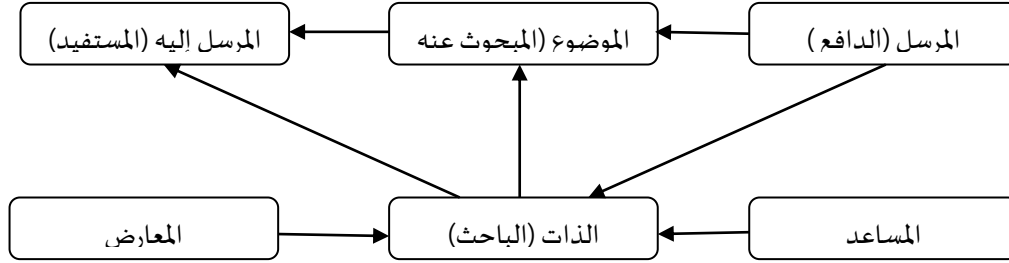 المرسل (الدافع )
الموضوع (المبحوث عنه
المرسل إليه (المستفيد)
المساعد
الذات (الباحث)
المعارض